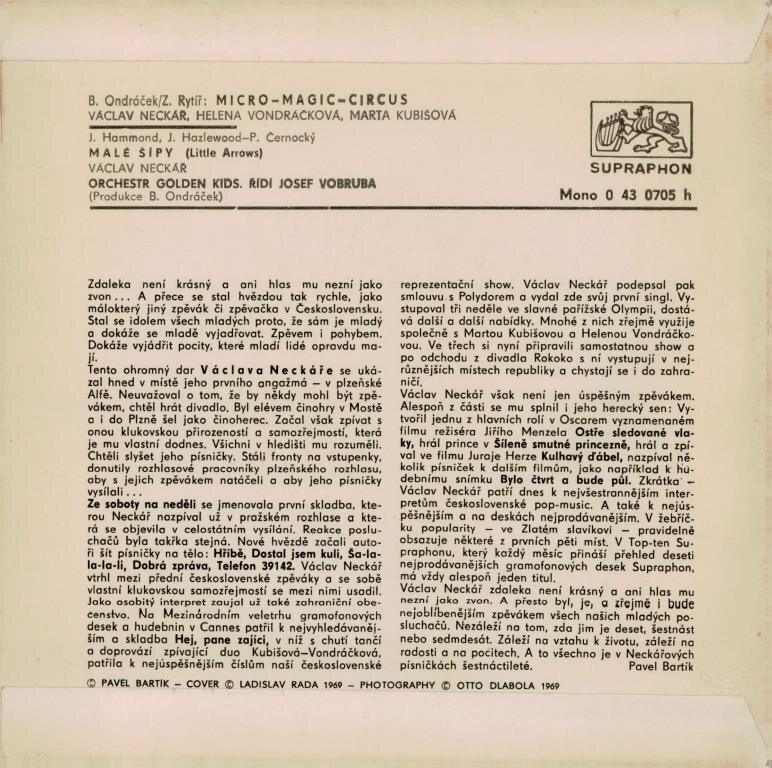 B. Ondráček/Z. Rytíř: MICRO-MAGIC-CIRCUS
VÁCLAV NECKÁŘ, HELENA VONDRÁČKOVÁ, MARTA KUBIŠOVÁ
J. Hammond, J. Hazlewood–P. Černocký
MALÉ ŠÍPY (Little Arrows)
VÁCLAV NECKÁŘ
ORCHESTR GOLDEN KIDS. ŘÍDÍ JOSEF VOBRUBA
(Produkce B. Ondráček)
SUPRAPHON
Mono 0 43 0705 h
Zdaleka není krásný a ani hlas mu nezní jako
zvon... A přece se stal hvězdou tak rychle, jako
málokterý jiný zpěvák či zpěvačka v Československu.
Stal se idolem všech mladých proto, že sám je mladý
a dokáže se mladě vyjadřovat. Zpěvem i pohybem.
Dokáže vyjádřit pocity, které mladí lidé opravdu ma-
jí.
Tento ohromný dar Václava Neckáře se uká-
zal hned v místě jeho prvního angažmá – v plzeňské
Alfě. Neuvažoval o tom, že by někdy mohl být zpě-
vákem, chtěl hrát divadlo. Byl elévem činohry v Mostě
a i do Plzně šel jako činoherec. Začal však zpívat s
onou klukovskou přirozeností a samozřejmostí, která
je mu vlastní dodnes. Všichni v hledišti mu rozuměli.
Chtěli slyšet jeho písničky. Stáli fronty na vstupenky,
donutily rozhlasové pracovníky plzeňského rozhlasu,
aby s jejich zpěvákem natáčeli a aby jeho písničky
vysílali...
Ze soboty na neděli se jmenovala první skladba, kte-
rou Neckář nazpíval už v pražském rozhlase a kte-
rá se objevila v celostátním vysílání. Reakce poslu-
chačů byla takřka stejná. Nové hvězdě začali auto-
ři šít písničky na tělo: Hříbě, Dostal jsem kuli, Ša-la-
la-la-li, Dobrá zpráva, Telefon 39142. Václav Neckář
vtrhl mezi přední československé zpěváky a se sobě
vlastní klukovskou samozřejmostí se mezi nimi usadil.
Jako osobitý interpret zaujal už také zahraniční obe-
censtvo. Na Mezinárodním veletrhu gramofonových
desek a hudebnin v Cannes patřil k nejvyhledávaněj-
ším a skladba Hej, pane zajíci, v níž s chutí tančí
a doprovází zpívající duo Kubišová–Vondráčková,
patřila k nejúspěšnějším číslům naší československé
reprezentační show. Václav Neckář podepsal pak
smlouvu s Polydorem a vydal zde svůj první singl. Vy-
stupoval tři neděle ve slavné pařížské Olympii, dostá-
vá další a další nabídky. Mnohé z nich zřejmě využije
společně s Martou Kubišovou a Helenou Vondráčko-
vou. Ve třech si nyní připravili samostatnou show a
po odchodu z divadla Rokoko s ní vystupují v nej-
různějších místech republiky a chystají se i do zahra-
ničí.
Václav Neckář však není jen úspěšným zpěvákem.
Alespoň z části se mu splnil i jeho herecký sen: Vy-
tvořil jednu z hlavních rolí v Oscarem vyznamenaném
filmu režiséra Jiřího Menzela Ostře sledované vla-
ky, hrál prince v Šíleně smutné princezně, hrál a zpí-
val ve filmu Juraje Herze Kulhavý ďábel, nazpíval ně-
kolik písniček k dalším filmům, jako například k hu-
debnímu snímku Bylo čtvrt a bude půl. Zkrátka –
Václav Neckář patří dnes k nejvšestrannějším inter-
pretům československé pop-music. A také k nejús-
pěšnějším a na deskách nejprodávanějším. V žebříč-
ku popularity – ve Zlatém slavíkovi – pravidelně
obsazuje některé z prvních pěti míst. V Top-ten Su-
praphonu, který každý měsíc přináší přehled deseti
nejprodávanějších gramofonových desek Supraphon,
má vždy alespoň jeden titul.
Václav Neckář zdaleka není krásný a ani hlas mu
nezní jako zvon. A přesto byl, je, a zřejmě i bude
nejoblíbenějším zpěvákem všech našich mladých po-
sluchačů. Nezáleží na tom, zda jim je deset, šestnáct
nebo sedmdesát. Záleží na vztahu k životu, záleží na
radosti a na pocitech. A to všechno je v Neckářových
písničkách šestnáctileté. Pavel Bartík
© PAVEL BARTÍK – COVER © LADISLAV RADA 1969 – PHOTOGRAPHY © OTTO DLABOLA 1969